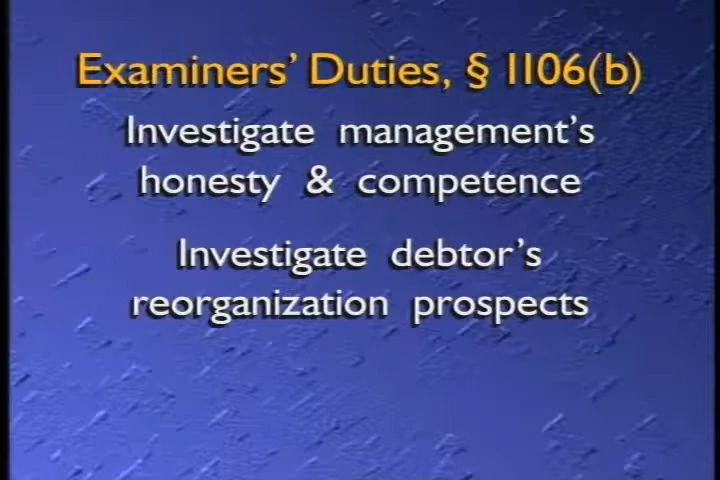 Examiners' Duties, § 1106(b)
Investigate management's
honesty & competence
Investigate debtor's
reorganization prospects